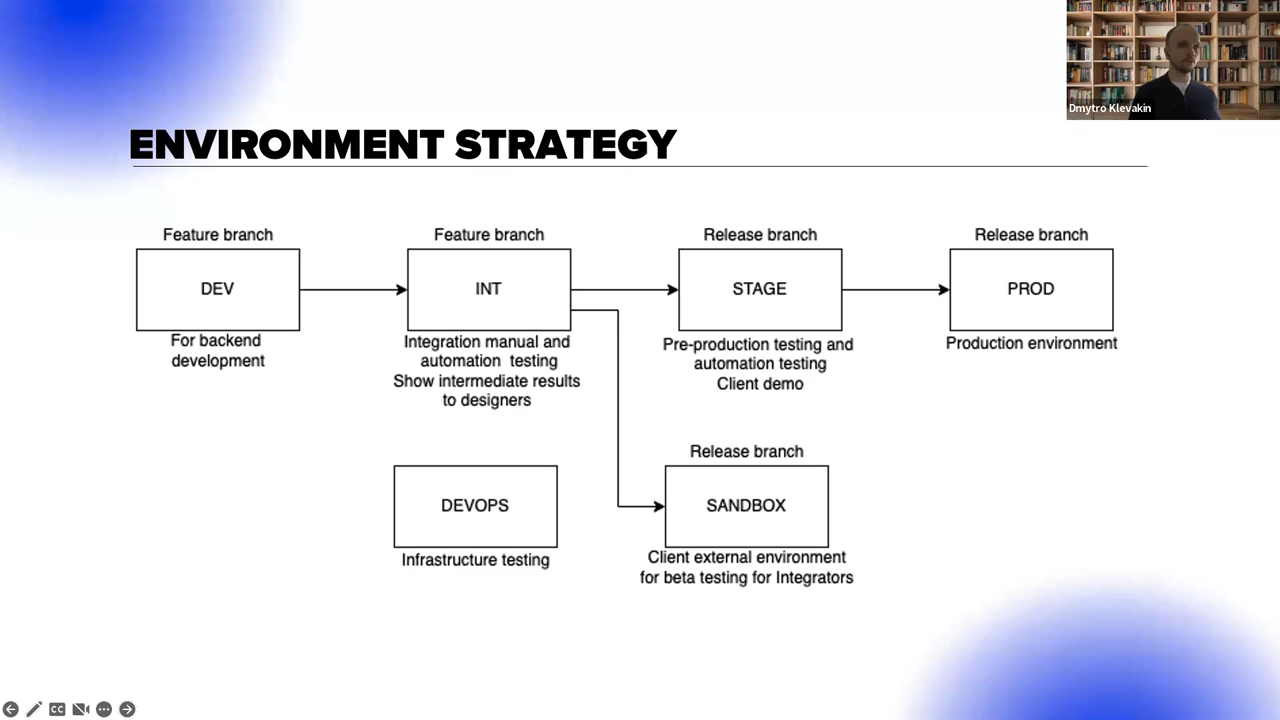 Dmytro Klevakin
ENVIRONMENT STRATEGY
Feature branch
DEV
For backend
development
Feature branch
INT
Integration manual and
automation testing
Show intermediate results
to designers
Release branch
STAGE
Pre-production testing and
automation testing
Client demo
Release branch
PROD
Production environment
DEVOPS
Infrastructure testing
Release branch
SANDBOX
Client external environment
for beta testing for Integrators
CC